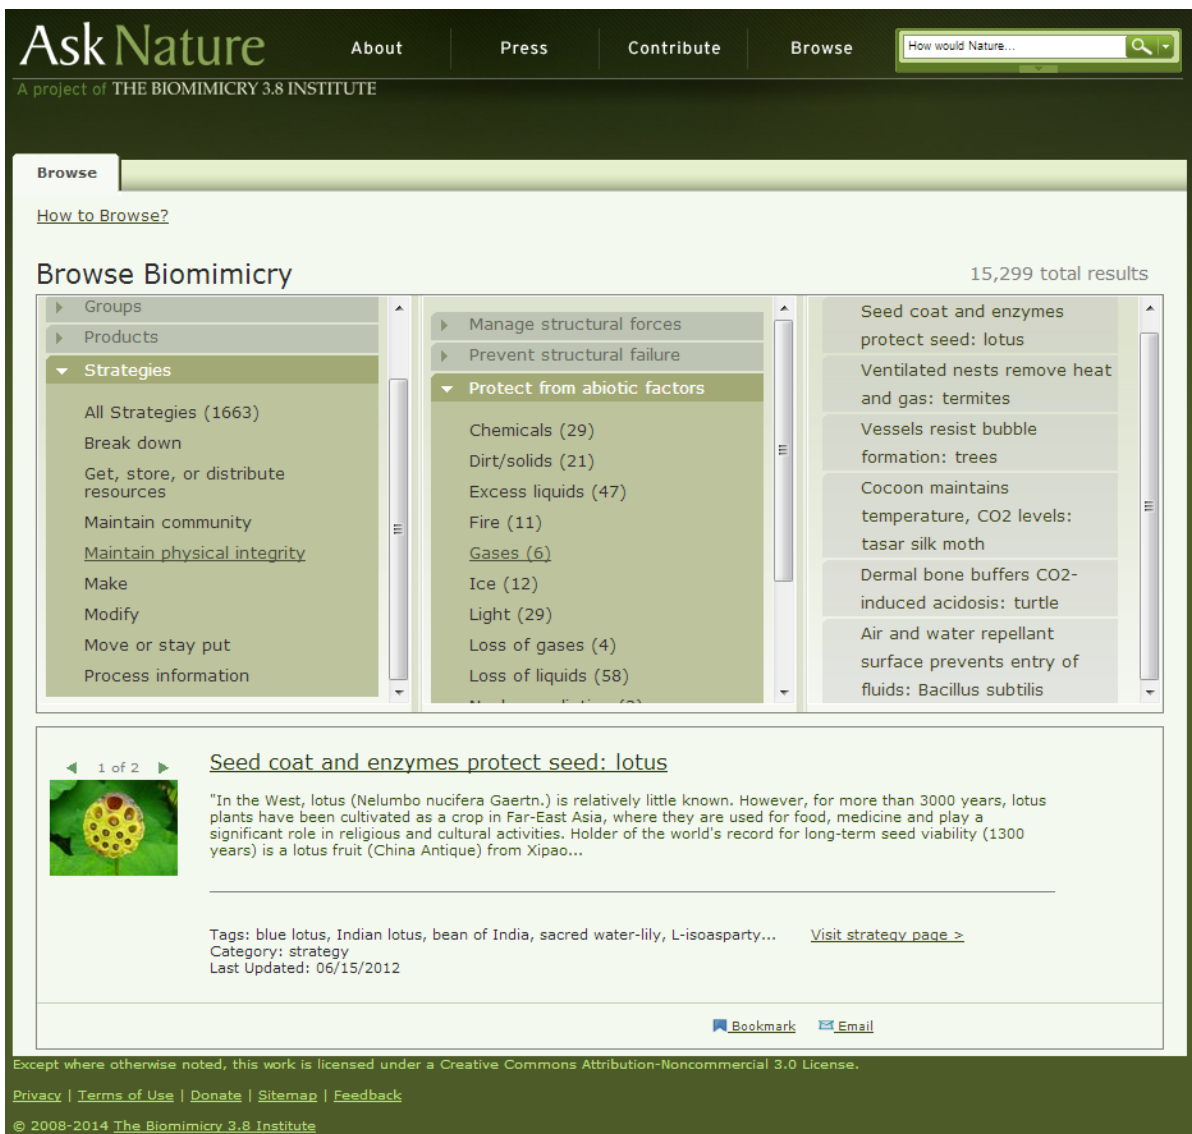 Ask Nature
About
Press
Contribute
Browse
How would Nature...
A project of THE BIOMIMICRY 3.8 INSTITUTE
Browse
How to Browse?
Browse Biomimicry
15,299 total results
Groups
Products
Strategies
All Strategies (1663)
Break down
Get, store, or distribute
resources
Maintain community
Maintain physical integrity
Make
Modify
Move or stay put
Process information
Manage structural forces
Prevent structural failure
Protect from abiotic factors
Chemicals (29)
Dirt/solids (21)
Excess liquids (47)
Fire (11)
Gases (6)
Ice (12)
Light (29)
Loss of gases (4)
Loss of liquids (58)
Seed coat and enzymes
protect seed: lotus
Ventilated nests remove heat
and gas: termites
Vessels resist bubble
formation: trees
Cocoon maintains
temperature, CO2 levels:
tasar silk moth
Dermal bone buffers CO2-
induced acidosis: turtle
Air and water repellant
surface prevents entry of
fluids: Bacillus subtilis
1 of 2
Seed coat and enzymes protect seed: lotus
"In the West, lotus (Nelumbo nucifera Gaertn.) is relatively little known. However, for more than 3000 years, lotus
plants have been cultivated as a crop in Far-East Asia, where they are used for food, medicine and play a
significant role in religious and cultural activities. Holder of the world's record for long-term seed viability (1300
years) is a lotus fruit (China Antique) from Xipao...
Tags: blue lotus, Indian lotus, bean of India, sacred water-lily, L-isoasparty...
Visit strategy page >
Category: strategy
Last Updated: 06/15/2012
Bookmark
Email
Except where otherwise noted, this work is licensed under a Creative Commons Attribution-Noncommercial 3.0 License.
Privacy | Terms of Use | Donate | Sitemap | Feedback
© 2008-2014 The Biomimicry 3.8 Institute